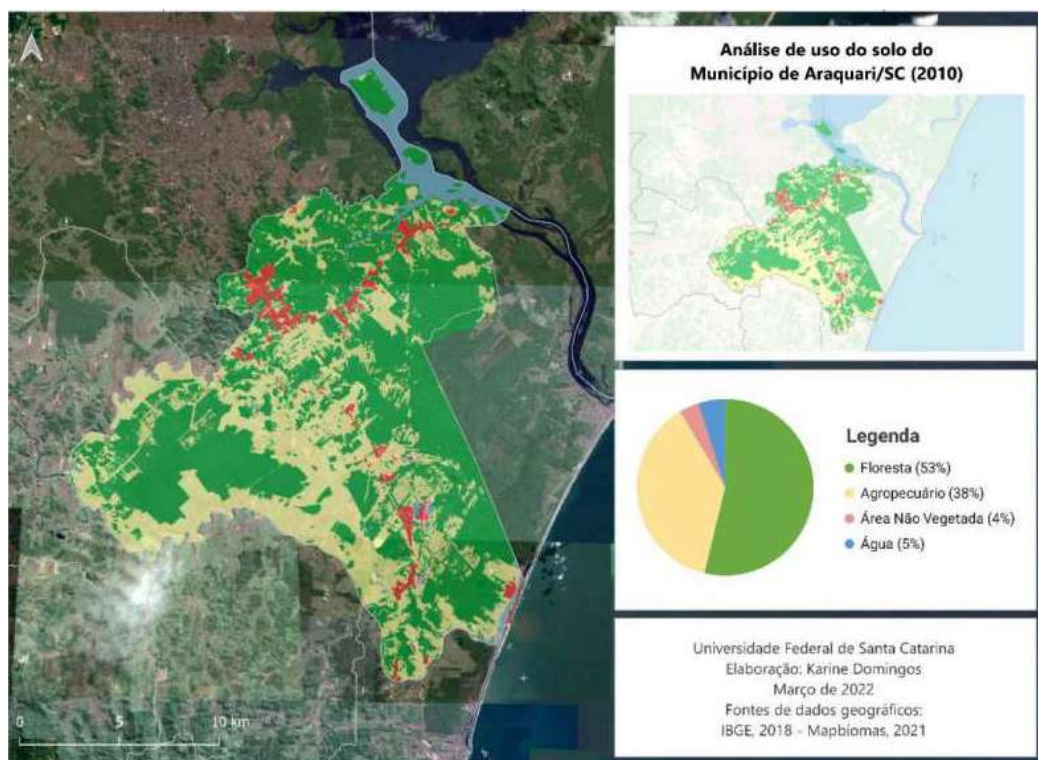 Análise de uso do solo do
Município de Araquari/SC (2010)
Legenda
Floresta (53%)
Agropecuário (38%)
Área Não Vegetada (4%)
Água (5%)
Universidade Federal de Santa Catarina
Elaboração: Karine Domingos
Março de 2022
Fontes de dados geográficos:
IBGE, 2018 - Mapbiomas, 2021
0 5 10 km